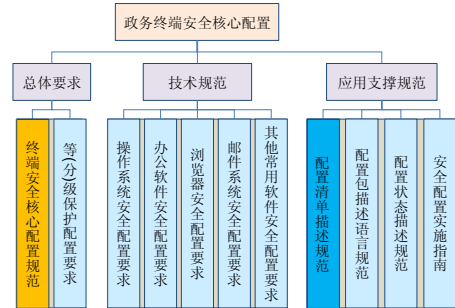 政务终端安全核心配置
总体要求
技术规范
应用支撑规范
终端安全核心配置规范
等(分)级保护配置要求
操作系统安全配置要求
办公软件安全配置要求
浏览器安全配置要求
邮件系统安全配置要求
其他常用软件安全配置要求
配置清单描述规范
配置包描述语言规范
配置状态描述规范
安全配置实施指南